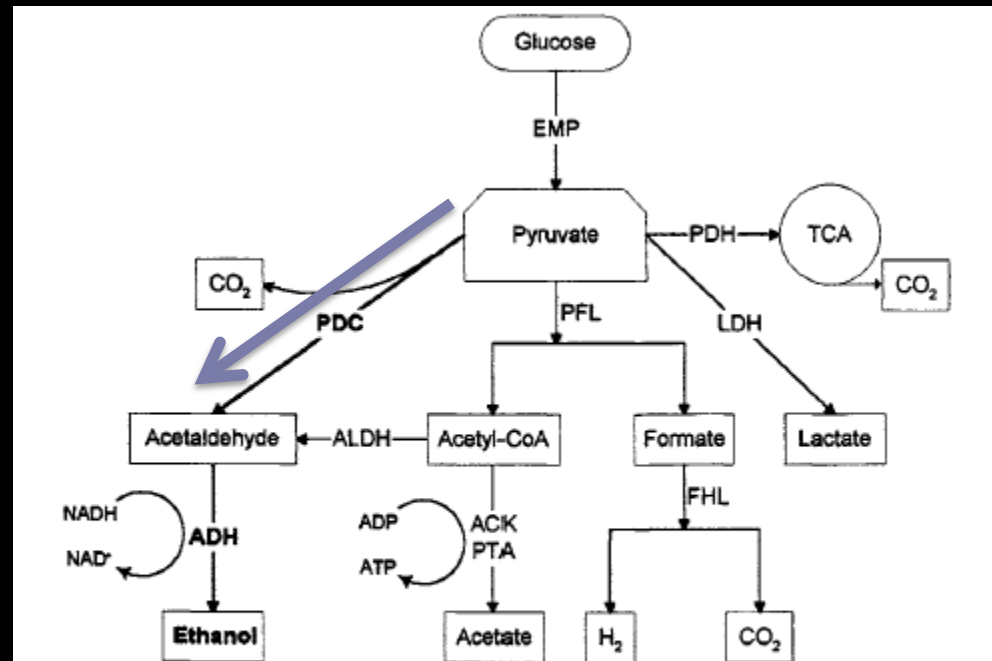 Glucose
EMP
Pyruvate
PDH
TCA
CO₂
CO₂
PDC
PFL
LDH
Acetaldehyde
ALDH
Acetyl-CoA
Formate
Lactate
NADH
NAD⁺
ADH
ADP
ATP
ACK
PTA
FHL
Ethanol
Acetate
H₂
CO₂